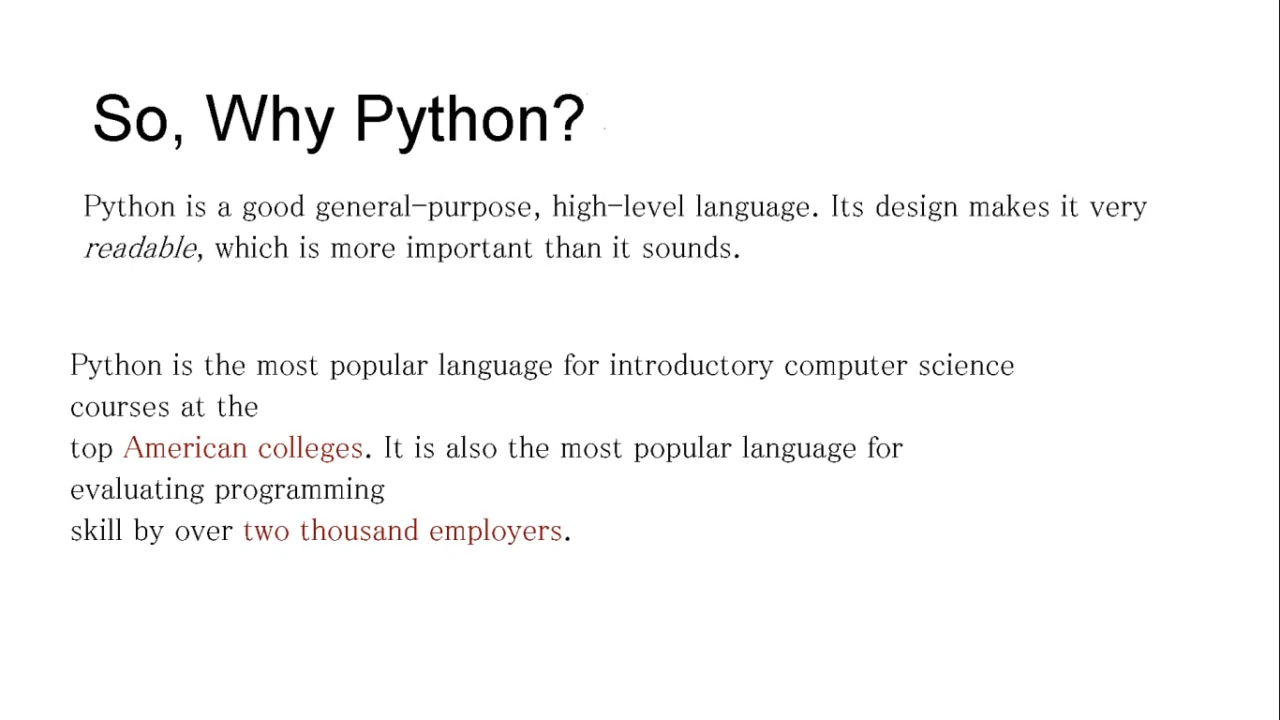 So, Why Python?
Python is a good general-purpose, high-level language. Its design makes it very
readable, which is more important than it sounds.
Python is the most popular language for introductory computer science
courses at the
top American colleges. It is also the most popular language for
evaluating programming
skill by over two thousand employers.